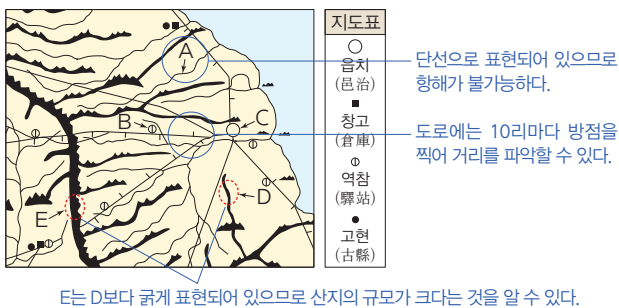 A
B
C
D
E
지도표
읍치
(邑治)
창고
(倉庫)
역참
(驛站)
고현
(古縣)
단선으로 표현되어 있으므로
항해가 불가능하다.
도로에는 10리마다 방점을
찍어 거리를 파악할 수 있다.
E는 D보다 굵게 표현되어 있으므로 산지의 규모가 크다는 것을 알 수 있다.